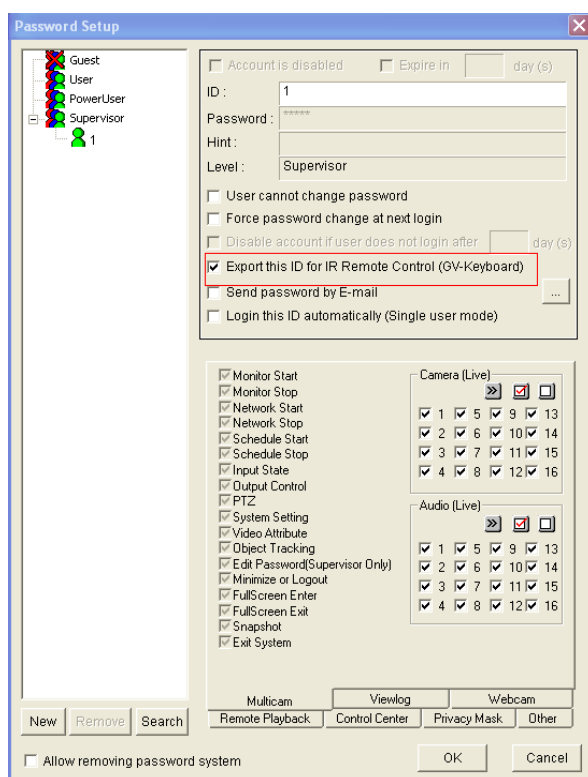 Password Setup
Guest
User
PowerUser
Supervisor
1
Account is disabled Expire in day (s)
ID : 1
Password : *****
Hint :
Level : Supervisor
User cannot change password
Force password change at next login
Disable account if user does not login after day (s)
Export this ID for IR Remote Control (GV-Keyboard)
Send password by E-mail ...
Login this ID automatically (Single user mode)
Monitor Start
Monitor Stop
Network Start
Network Stop
Schedule Start
Schedule Stop
Input State
Output Control
PTZ
System Setting
Video Attribute
Object Tracking
Edit Password(Supervisor Only)
Minimize or Logout
FullScreen Enter
FullScreen Exit
Snapshot
Exit System
Camera (Live)
1 5 9 13
2 6 10 14
3 7 11 15
4 8 12 16
Audio (Live)
1 5 9 13
2 6 10 14
3 7 11 15
4 8 12 16
Multicam Viewlog Webcam
Remote Playback Control Center Privacy Mask Other
New Remove Search
Allow removing password system
OK Cancel